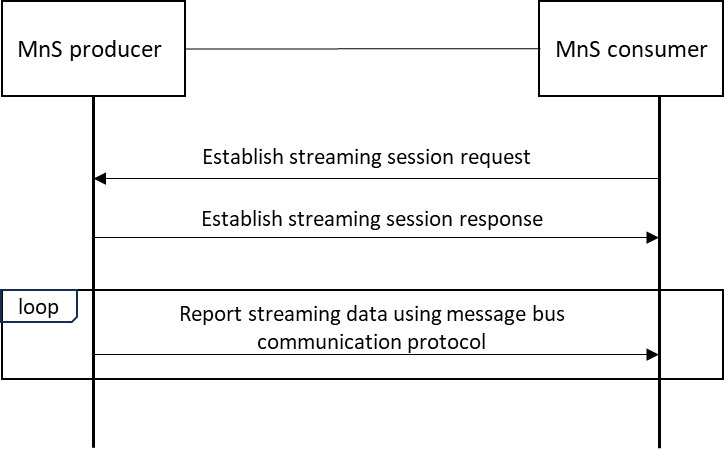 MnS producer
MnS consumer
Establish streaming session request
Establish streaming session response
loop
Report streaming data using message bus
communication protocol